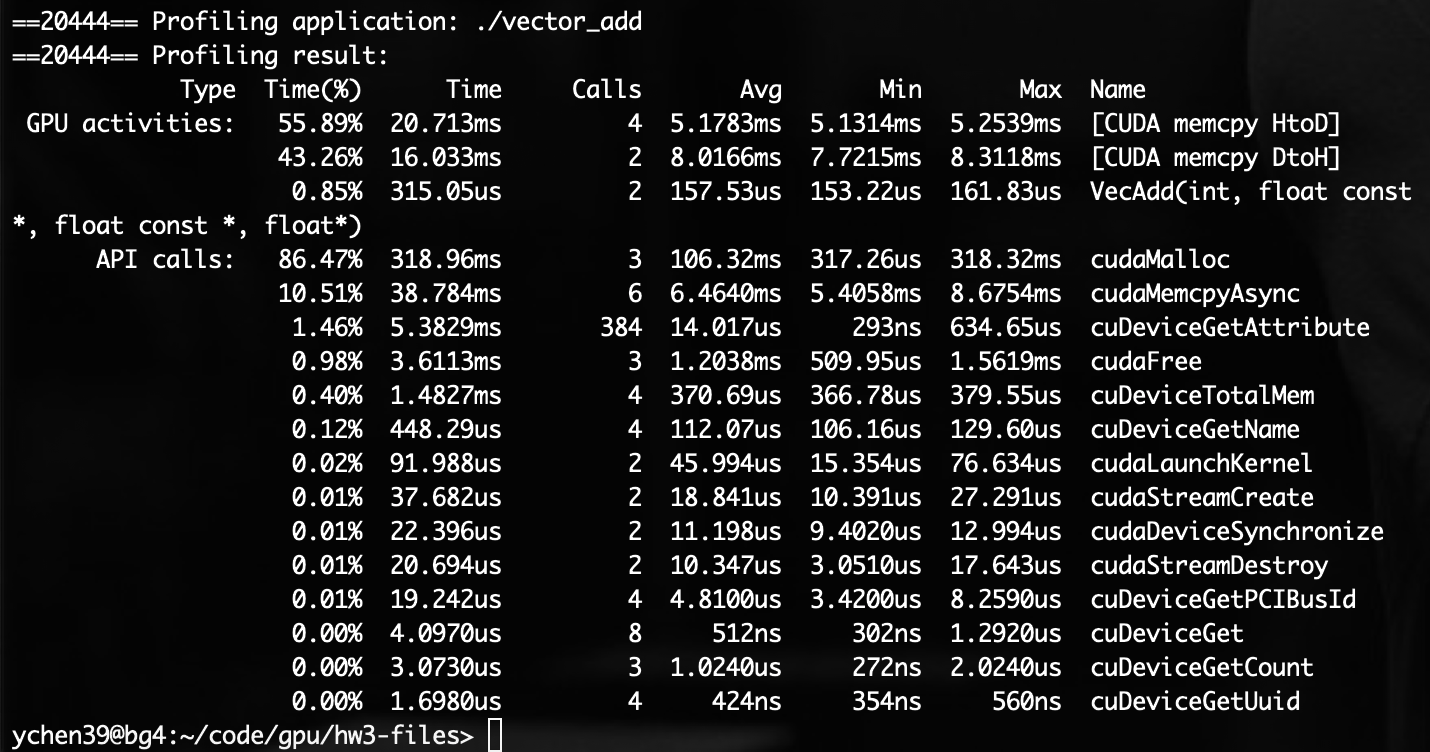 ==20444== Profiling application: ./vector_add
==20444== Profiling result:
            Type  Time(%)      Time     Calls       Avg       Min       Max  Name
 GPU activities:   55.89%  20.713ms         4  5.1783ms  5.1314ms  5.2539ms  [CUDA memcpy HtoD]
                   43.26%  16.033ms         2  8.0166ms  7.7215ms  8.3118ms  [CUDA memcpy DtoH]
                    0.85%  315.05us         2  157.53us  153.22us  161.83us  VecAdd(int, float const
*, float const *, float*)
      API calls:   86.47%  318.96ms         3  106.32ms  317.26us  318.32ms  cudaMalloc
                   10.51%  38.784ms         6  6.4640ms  5.4058ms  8.6754ms  cudaMemcpyAsync
                    1.46%  5.3829ms       384  14.017us     293ns  634.65us  cuDeviceGetAttribute
                    0.98%  3.6113ms         3  1.2038ms  509.95us  1.5619ms  cudaFree
                    0.40%  1.4827ms         4  370.69us  366.78us  379.55us  cuDeviceTotalMem
                    0.12%  448.29us         4  112.07us  106.16us  129.60us  cuDeviceGetName
                    0.02%  91.988us         2  45.994us  15.354us  76.634us  cudaLaunchKernel
                    0.01%  37.682us         2  18.841us  10.391us  27.291us  cudaStreamCreate
                    0.01%  22.396us         2  11.198us  9.4020us  12.994us  cudaDeviceSynchronize
                    0.01%  20.694us         2  10.347us  3.0510us  17.643us  cudaStreamDestroy
                    0.01%  19.242us         4  4.8100us  3.4200us  8.2590us  cuDeviceGetPCIBusId
                    0.00%  4.0970us         8     512ns     302ns  1.2920us  cuDeviceGet
                    0.00%  3.0730us         3  1.0240us     272ns  2.0240us  cuDeviceGetCount
                    0.00%  1.6980us         4     424ns     354ns     560ns  cuDeviceGetUuid
ychen39@bg4:~/code/gpu/hw3-files>